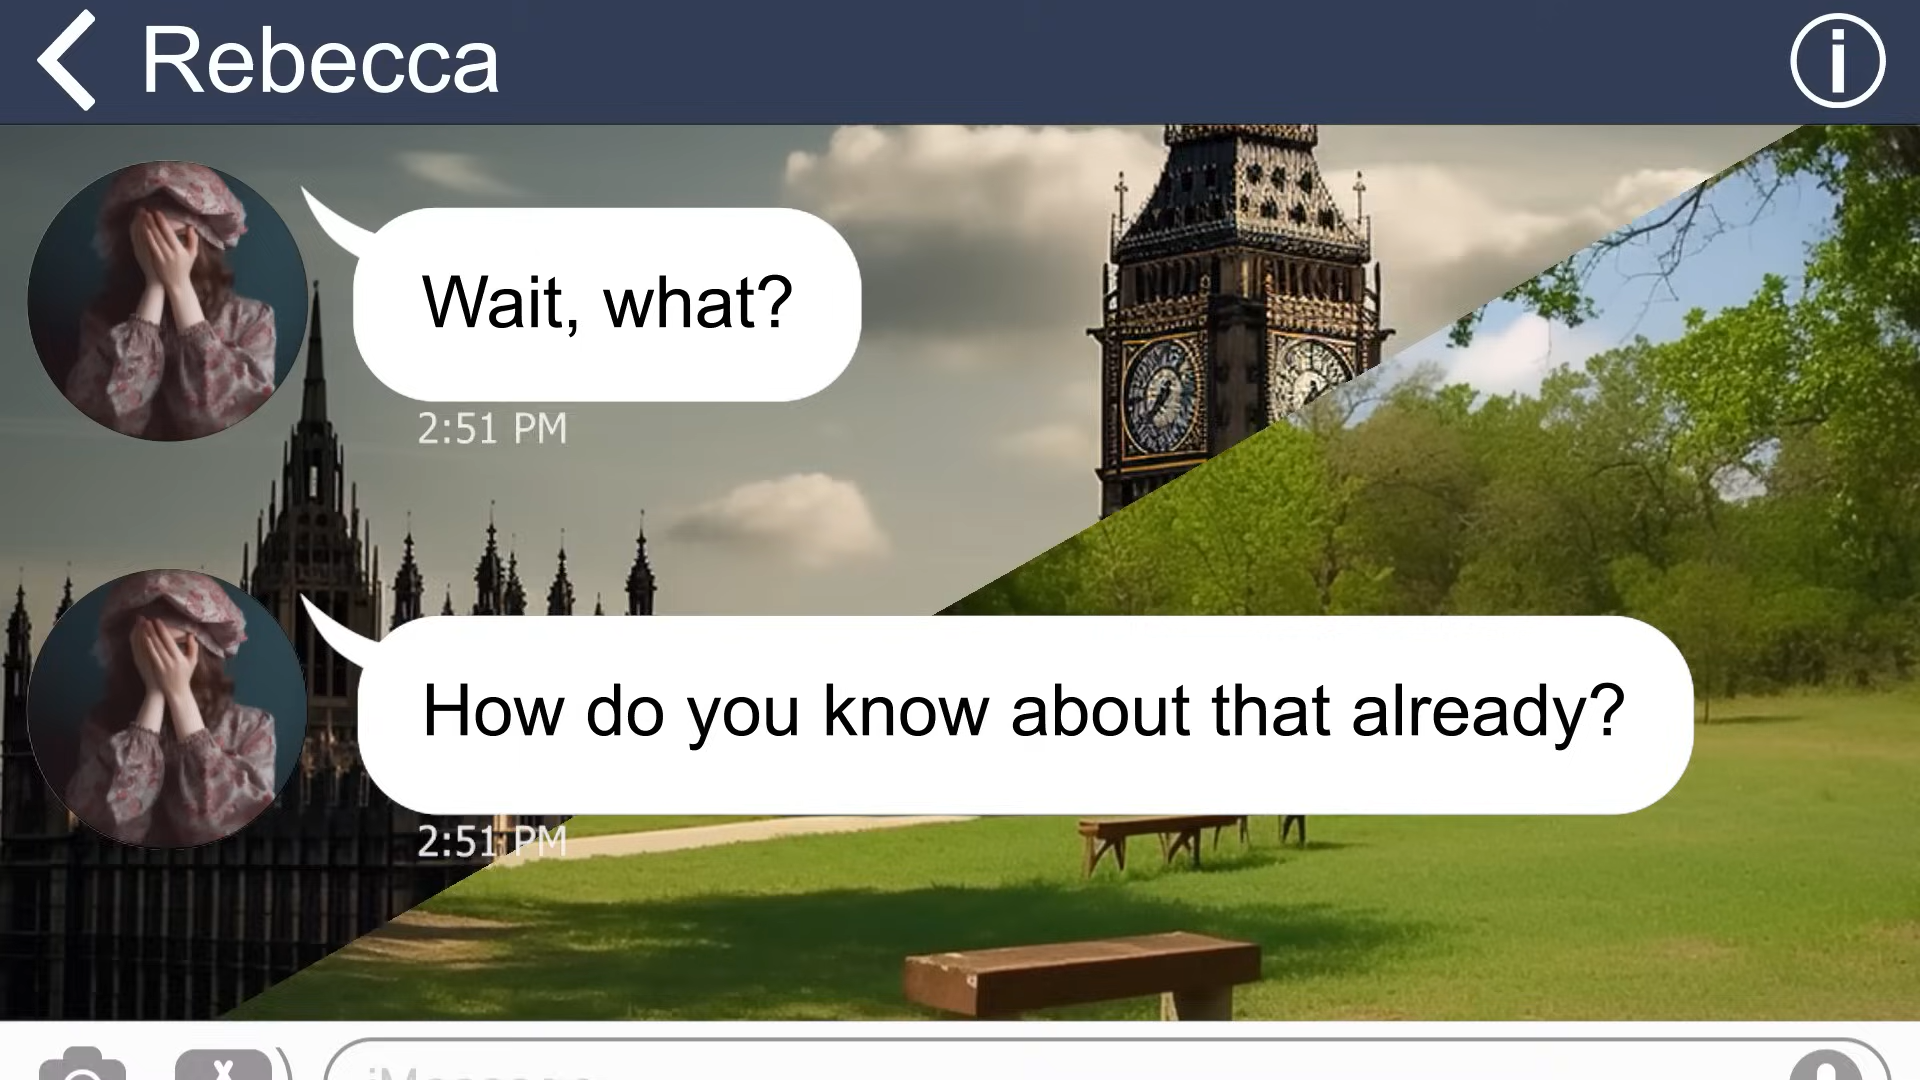 Rebecca
Wait, what?
2:51 PM
How do you know about that already?
2:51 PM